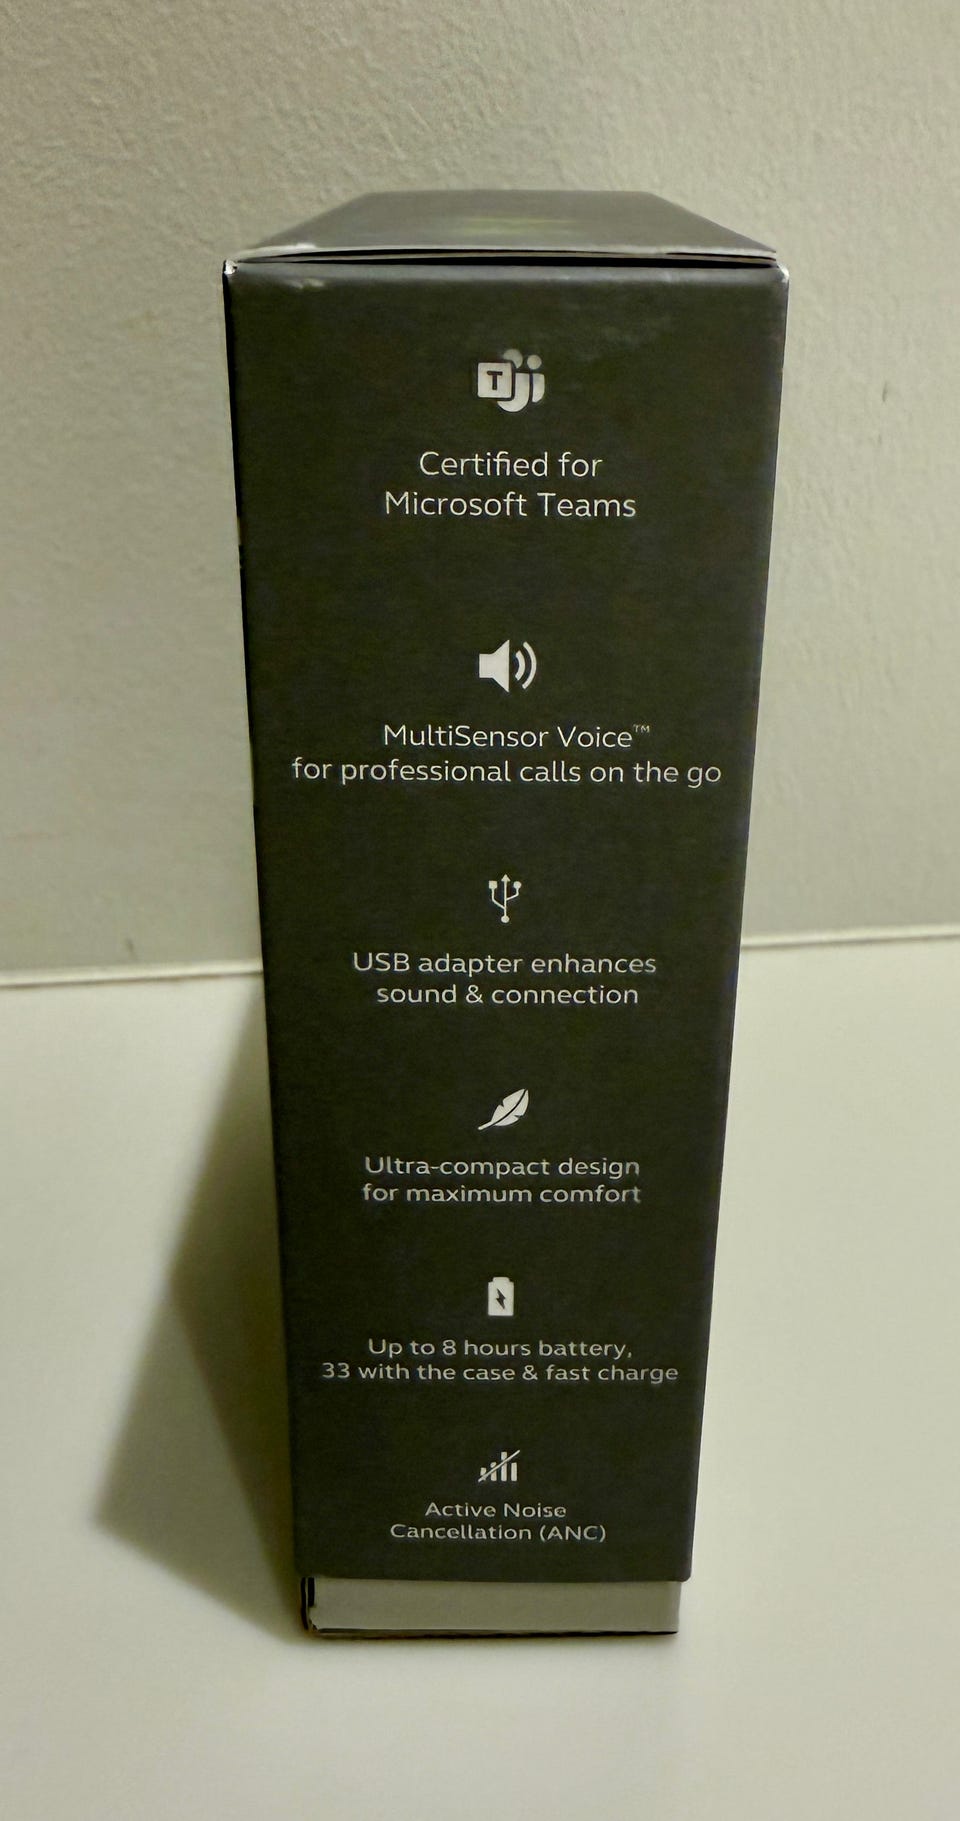 T
Certified for
Microsoft Teams
MultiSensor Voice™
for professional calls on the go
USB adapter enhances
sound & connection
Ultra-compact design
for maximum comfort
Up to 8 hours battery,
33 with the case & fast charge
Active Noise
Cancellation (ANC)